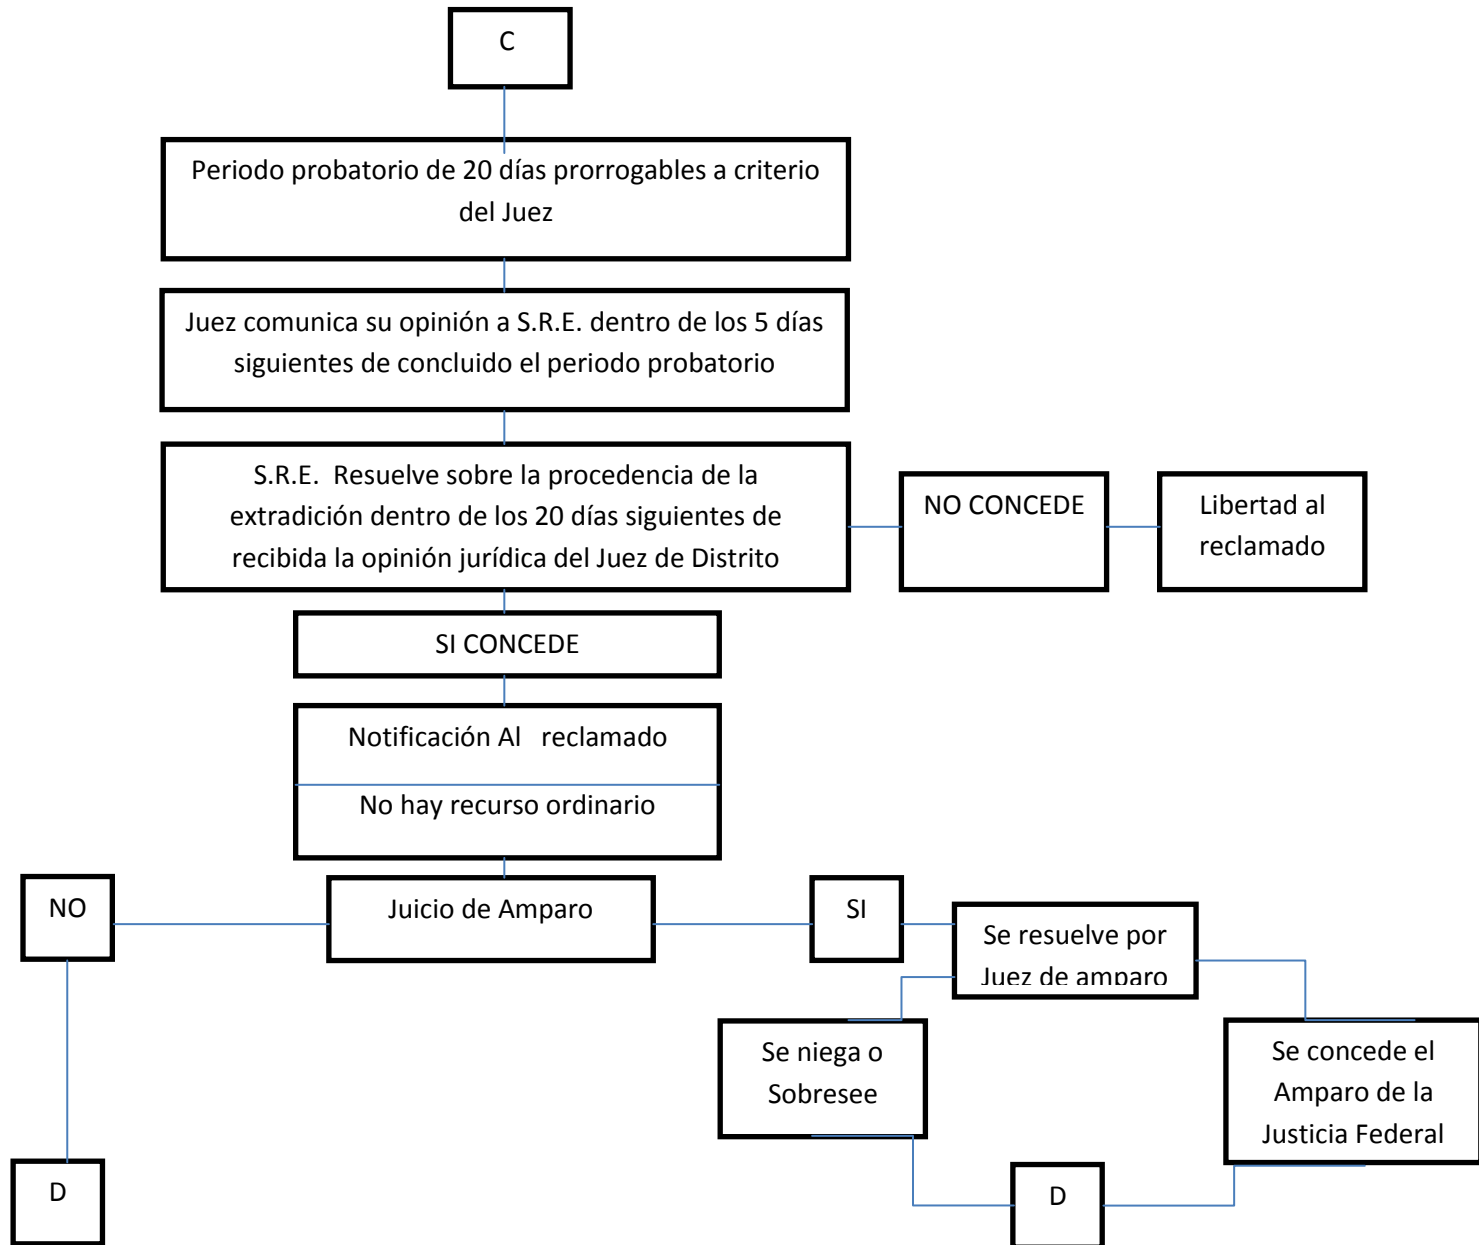 C
Periodo probatorio de 20 días prorrogables a criterio
del Juez
Juez comunica su opinión a S.R.E. dentro de los 5 días
siguientes de concluido el periodo probatorio
S.R.E.  Resuelve sobre la procedencia de la
extradición dentro de los 20 días siguientes de
recibida la opinión jurídica del Juez de Distrito
NO CONCEDE
Libertad al
reclamado
SI CONCEDE
Notificación Al   reclamado
No hay recurso ordinario
NO
Juicio de Amparo
SI
Se resuelve por
Juez de amparo
Se niega o
Sobresee
Se concede el
Amparo de la
Justicia Federal
D
D